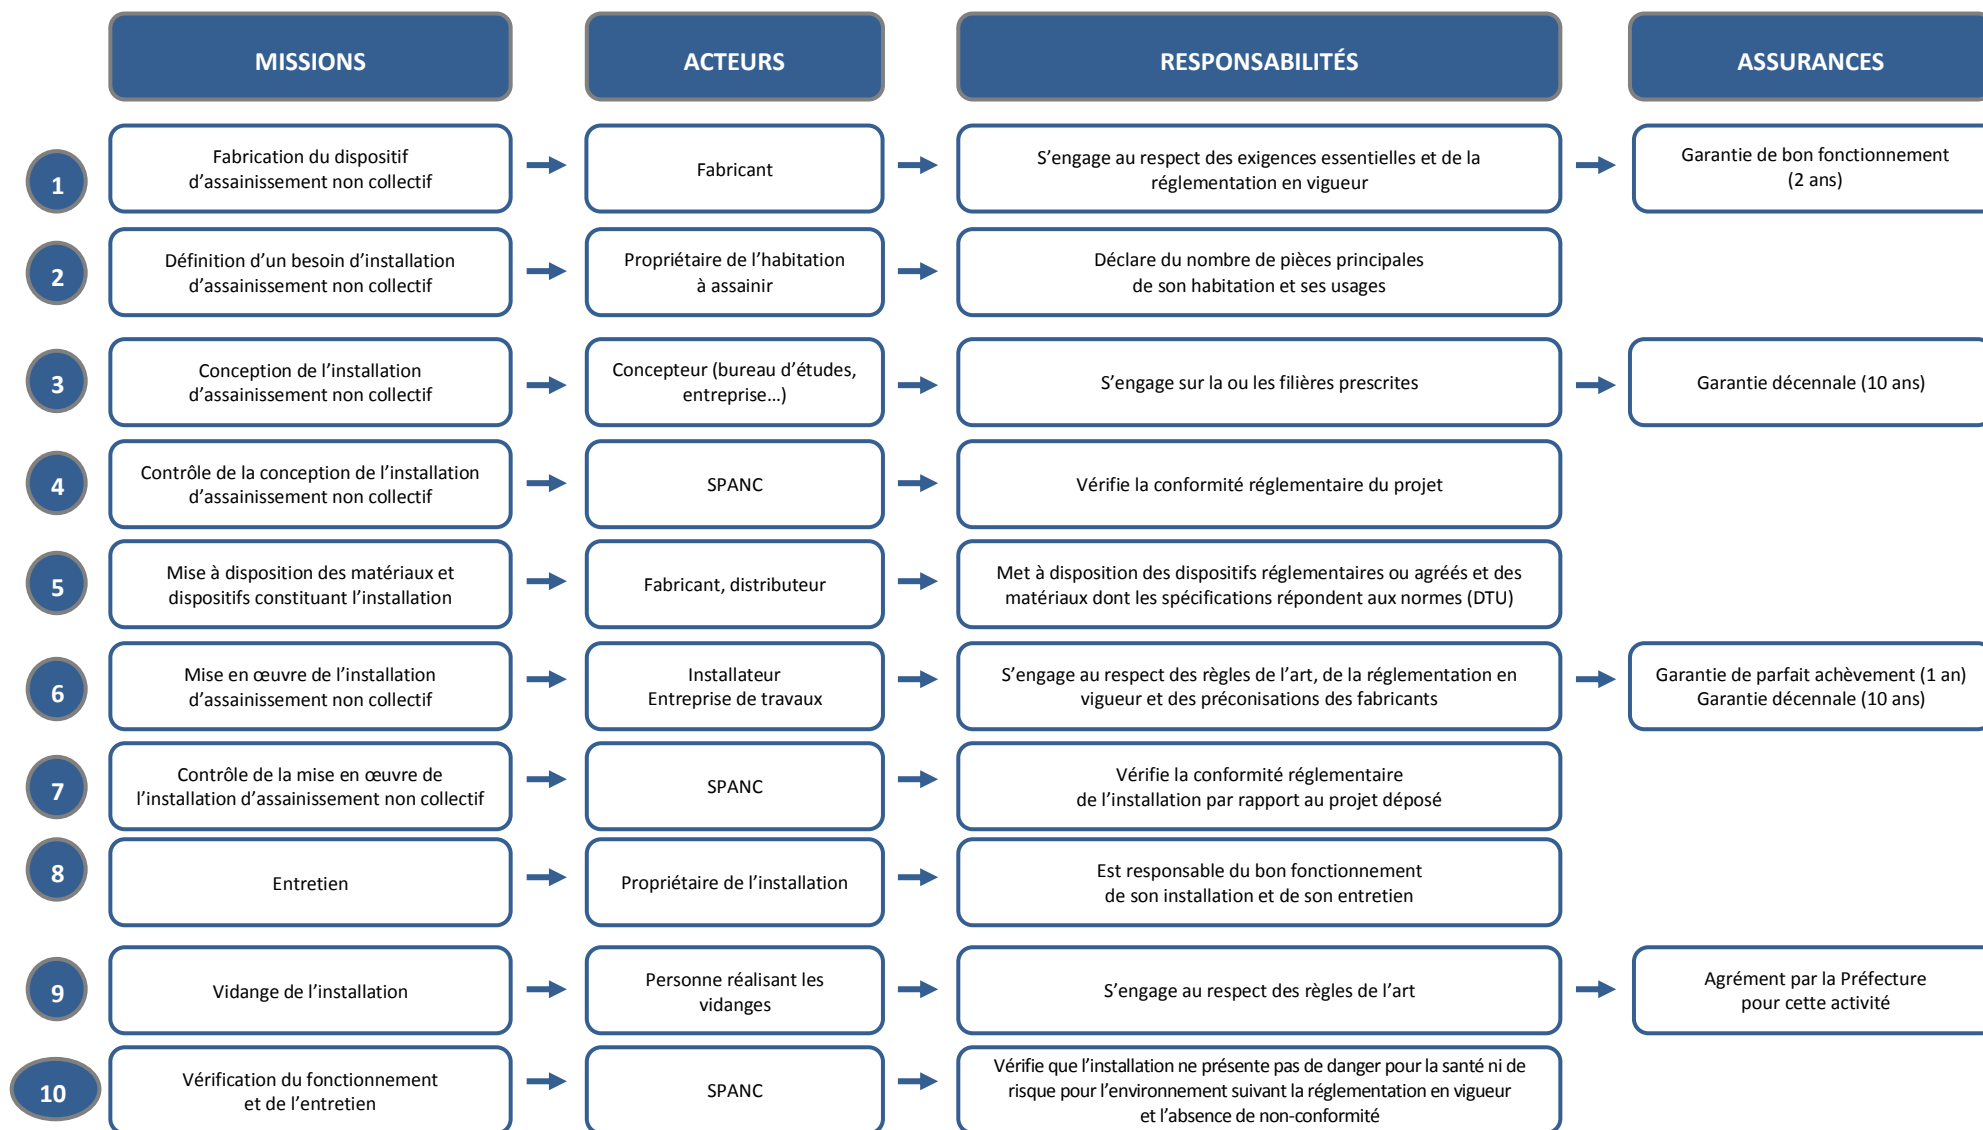 MISSIONS
ACTEURS
RESPONSABILITÉS
ASSURANCES
1
Fabrication du dispositif
d’assainissement non collectif
Fabricant
S’engage au respect des exigences essentielles et de la
réglementation en vigueur
Garantie de bon fonctionnement
(2 ans)
2
Définition d’un besoin d’installation
d’assainissement non collectif
Propriétaire de l’habitation
à assainir
Déclare du nombre de pièces principales
de son habitation et ses usages
3
Conception de l’installation
d’assainissement non collectif
Concepteur (bureau d’études,
entreprise…)
S’engage sur la ou les filières prescrites
Garantie décennale (10 ans)
4
Contrôle de la conception de l’installation
d’assainissement non collectif
SPANC
Vérifie la conformité réglementaire du projet
5
Mise à disposition des matériaux et
dispositifs constituant l’installation
Fabricant, distributeur
Met à disposition des dispositifs réglementaires ou agréés et des
matériaux dont les spécifications répondent aux normes (DTU)
6
Mise en œuvre de l’installation
d’assainissement non collectif
Installateur
Entreprise de travaux
S’engage au respect des règles de l’art, de la réglementation en
vigueur et des préconisations des fabricants
Garantie de parfait achèvement (1 an)
Garantie décennale (10 ans)
7
Contrôle de la mise en œuvre de
l’installation d’assainissement non collectif
SPANC
Vérifie la conformité réglementaire
de l’installation par rapport au projet déposé
8
Entretien
Propriétaire de l’installation
Est responsable du bon fonctionnement
de son installation et de son entretien
9
Vidange de l’installation
Personne réalisant les
vidanges
S’engage au respect des règles de l’art
Agrément par la Préfecture
pour cette activité
10
Vérification du fonctionnement
et de l’entretien
SPANC
Vérifie que l’installation ne présente pas de danger pour la santé ni de
risque pour l’environnement suivant la réglementation en vigueur
et l’absence de non-conformité